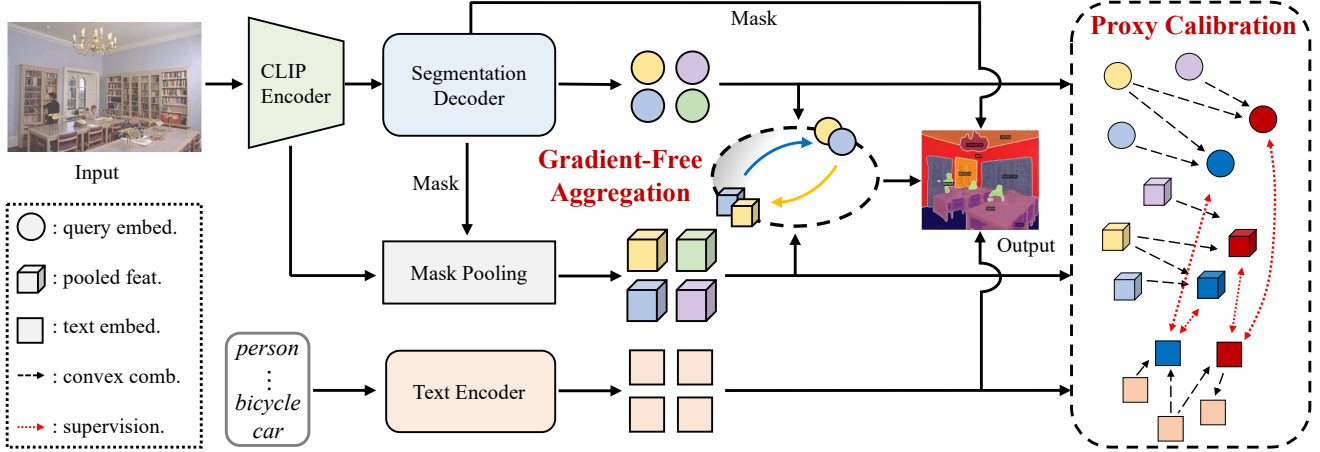 Mask
Proxy Calibration
CLIP
Encoder
Segmentation
Decoder
Input
Mask
Gradient-Free
Aggregation
Output
: query embed.
: pooled feat.
: text embed.
: convex comb.
: supervision.
Mask Pooling
person
⋮
bicycle
car
Text Encoder